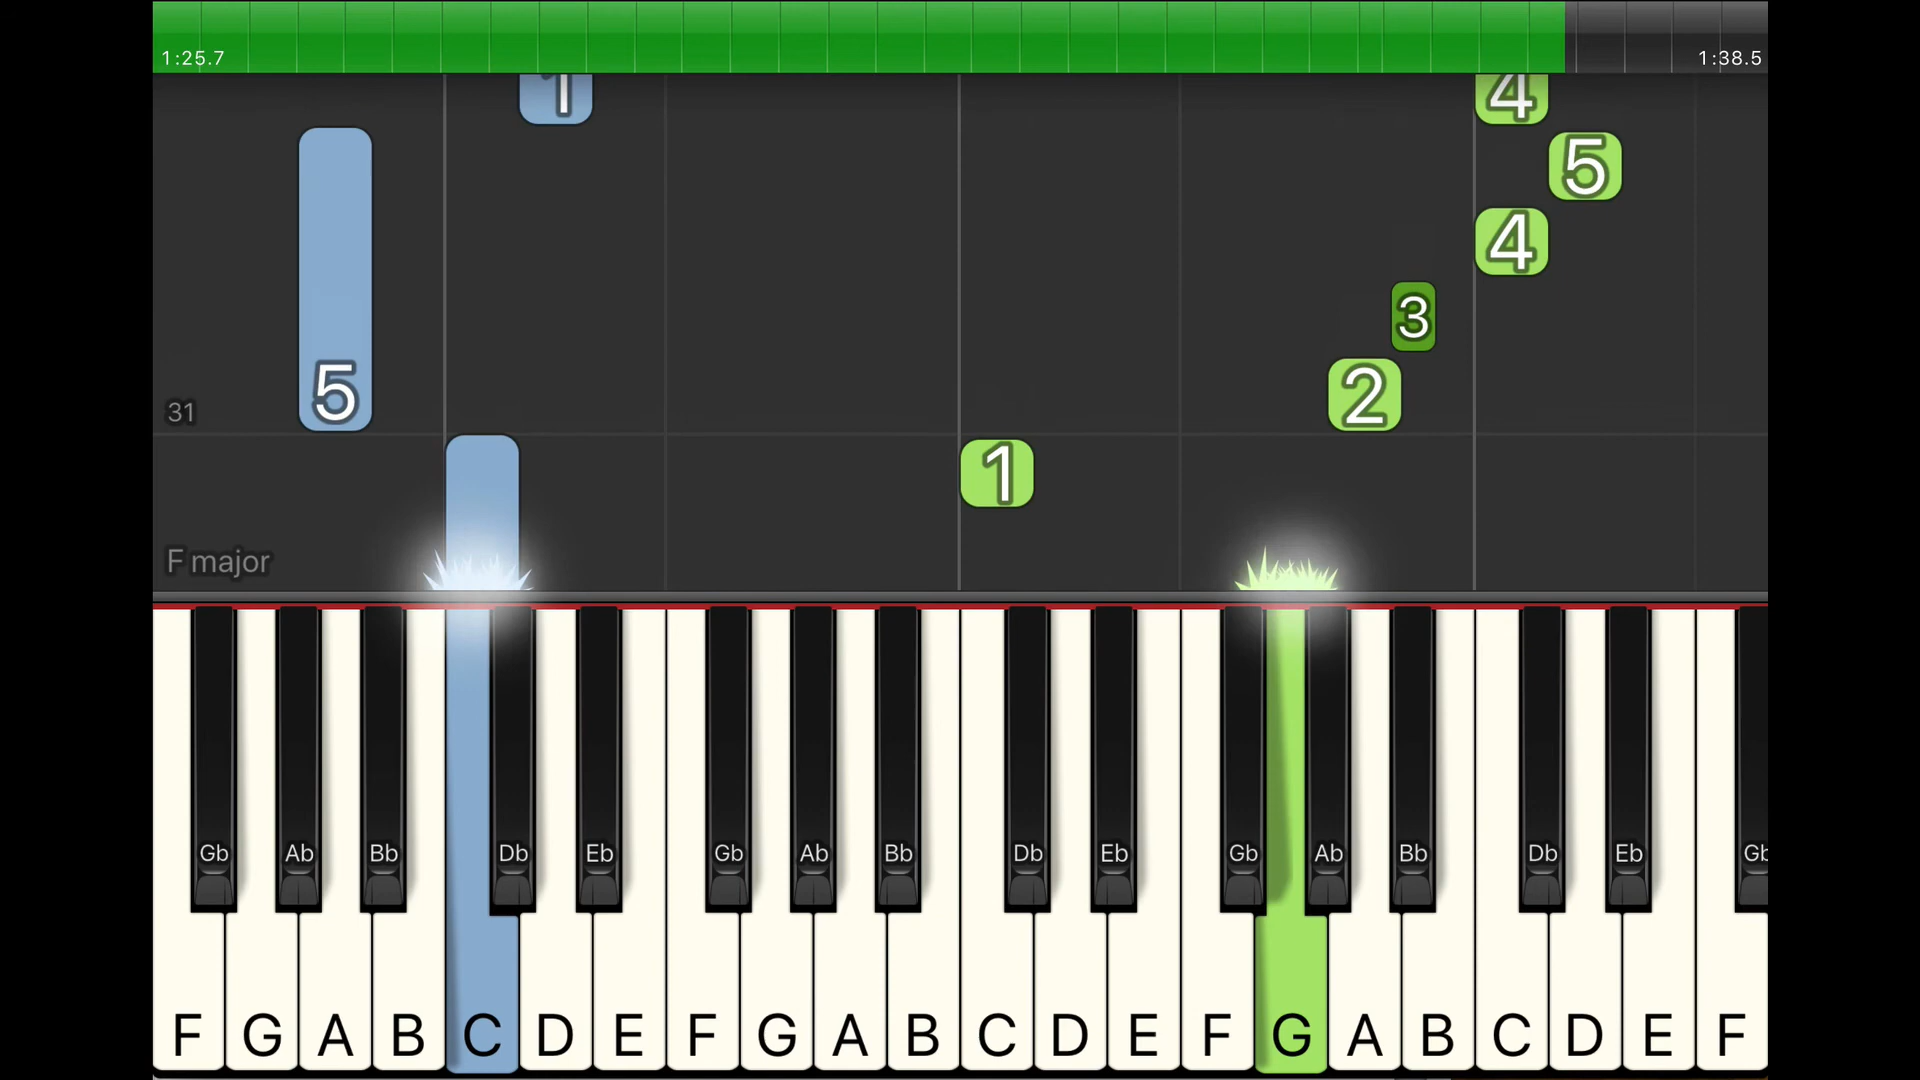 1:25.7 1:38.5
1 4
5
4
3
5 2
31
1
F major
Gb Ab Bb Db Eb Gb Ab Bb Db Eb Gb Ab Bb Db Eb Gb
F G A B C D E F G A B C D E F G A B C D E F